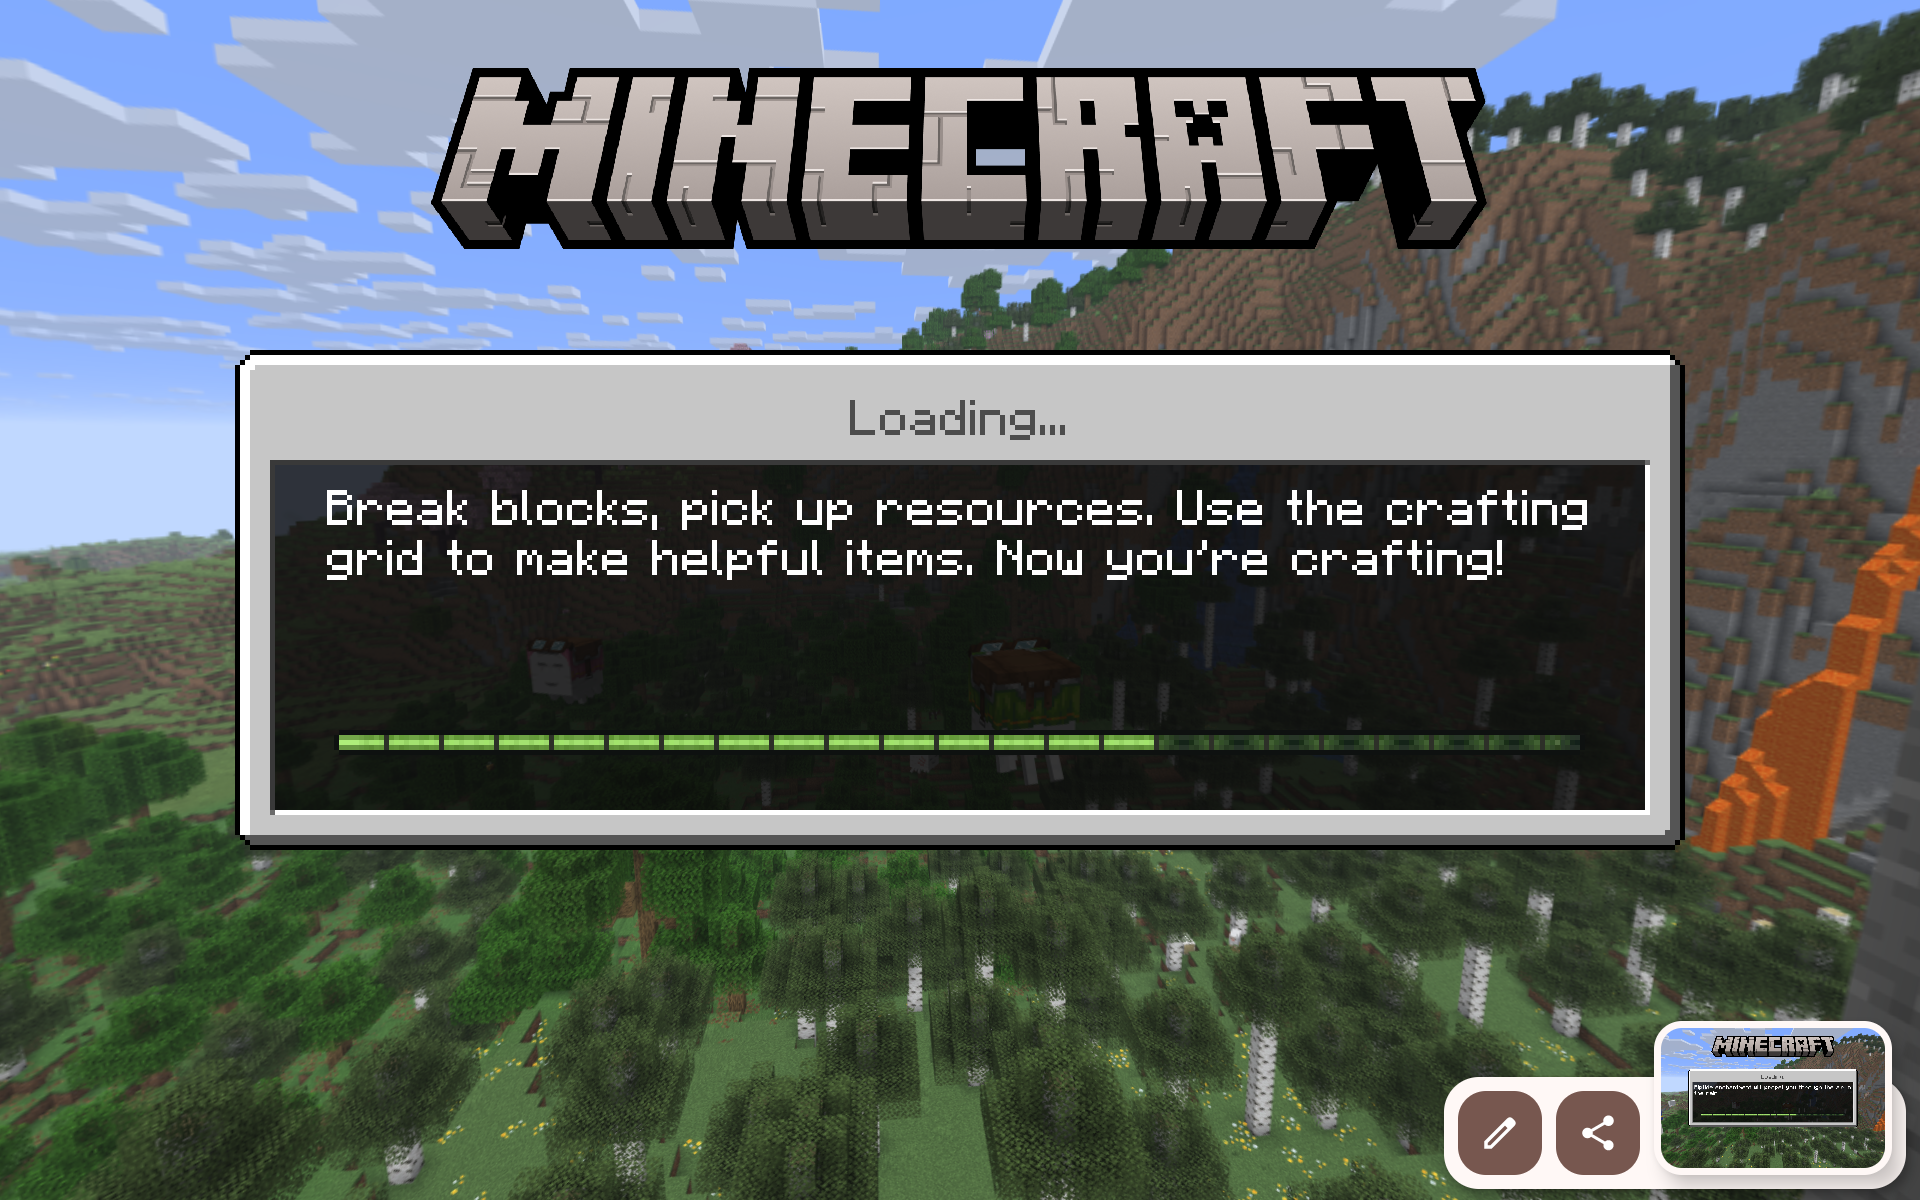 MINECRAFT
Loading...
Break blocks, pick up resources. Use the crafting
grid to make helpful items. Now you're crafting!
MINECRAFT
Loading...